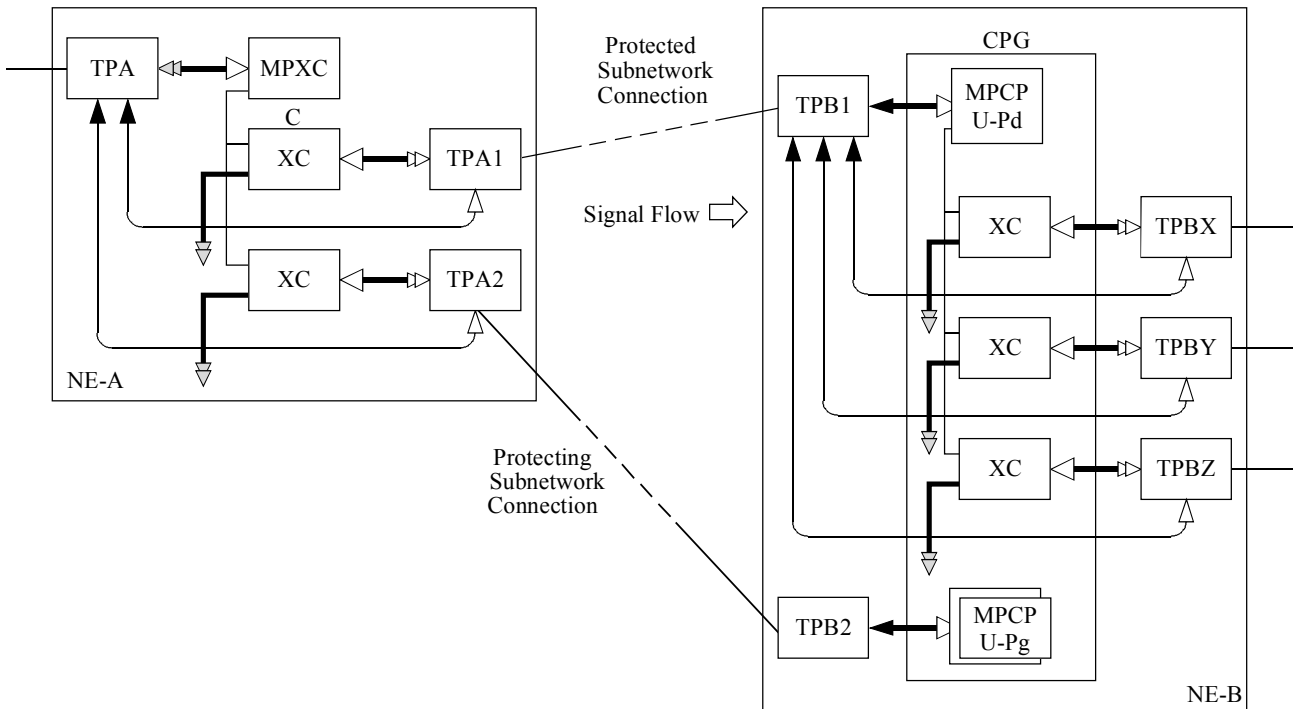 TPA
MPXC
C
XC
TPA1
XC
TPA2
NE-A
Protected
Subnetwork
Connection
Signal Flow
Protecting
Subnetwork
Connection
CPG
TPB1
MPCP
U-Pd
XC
TPBX
XC
TPBY
XC
TPBZ
TPB2
MPCP
U-Pg
NE-B